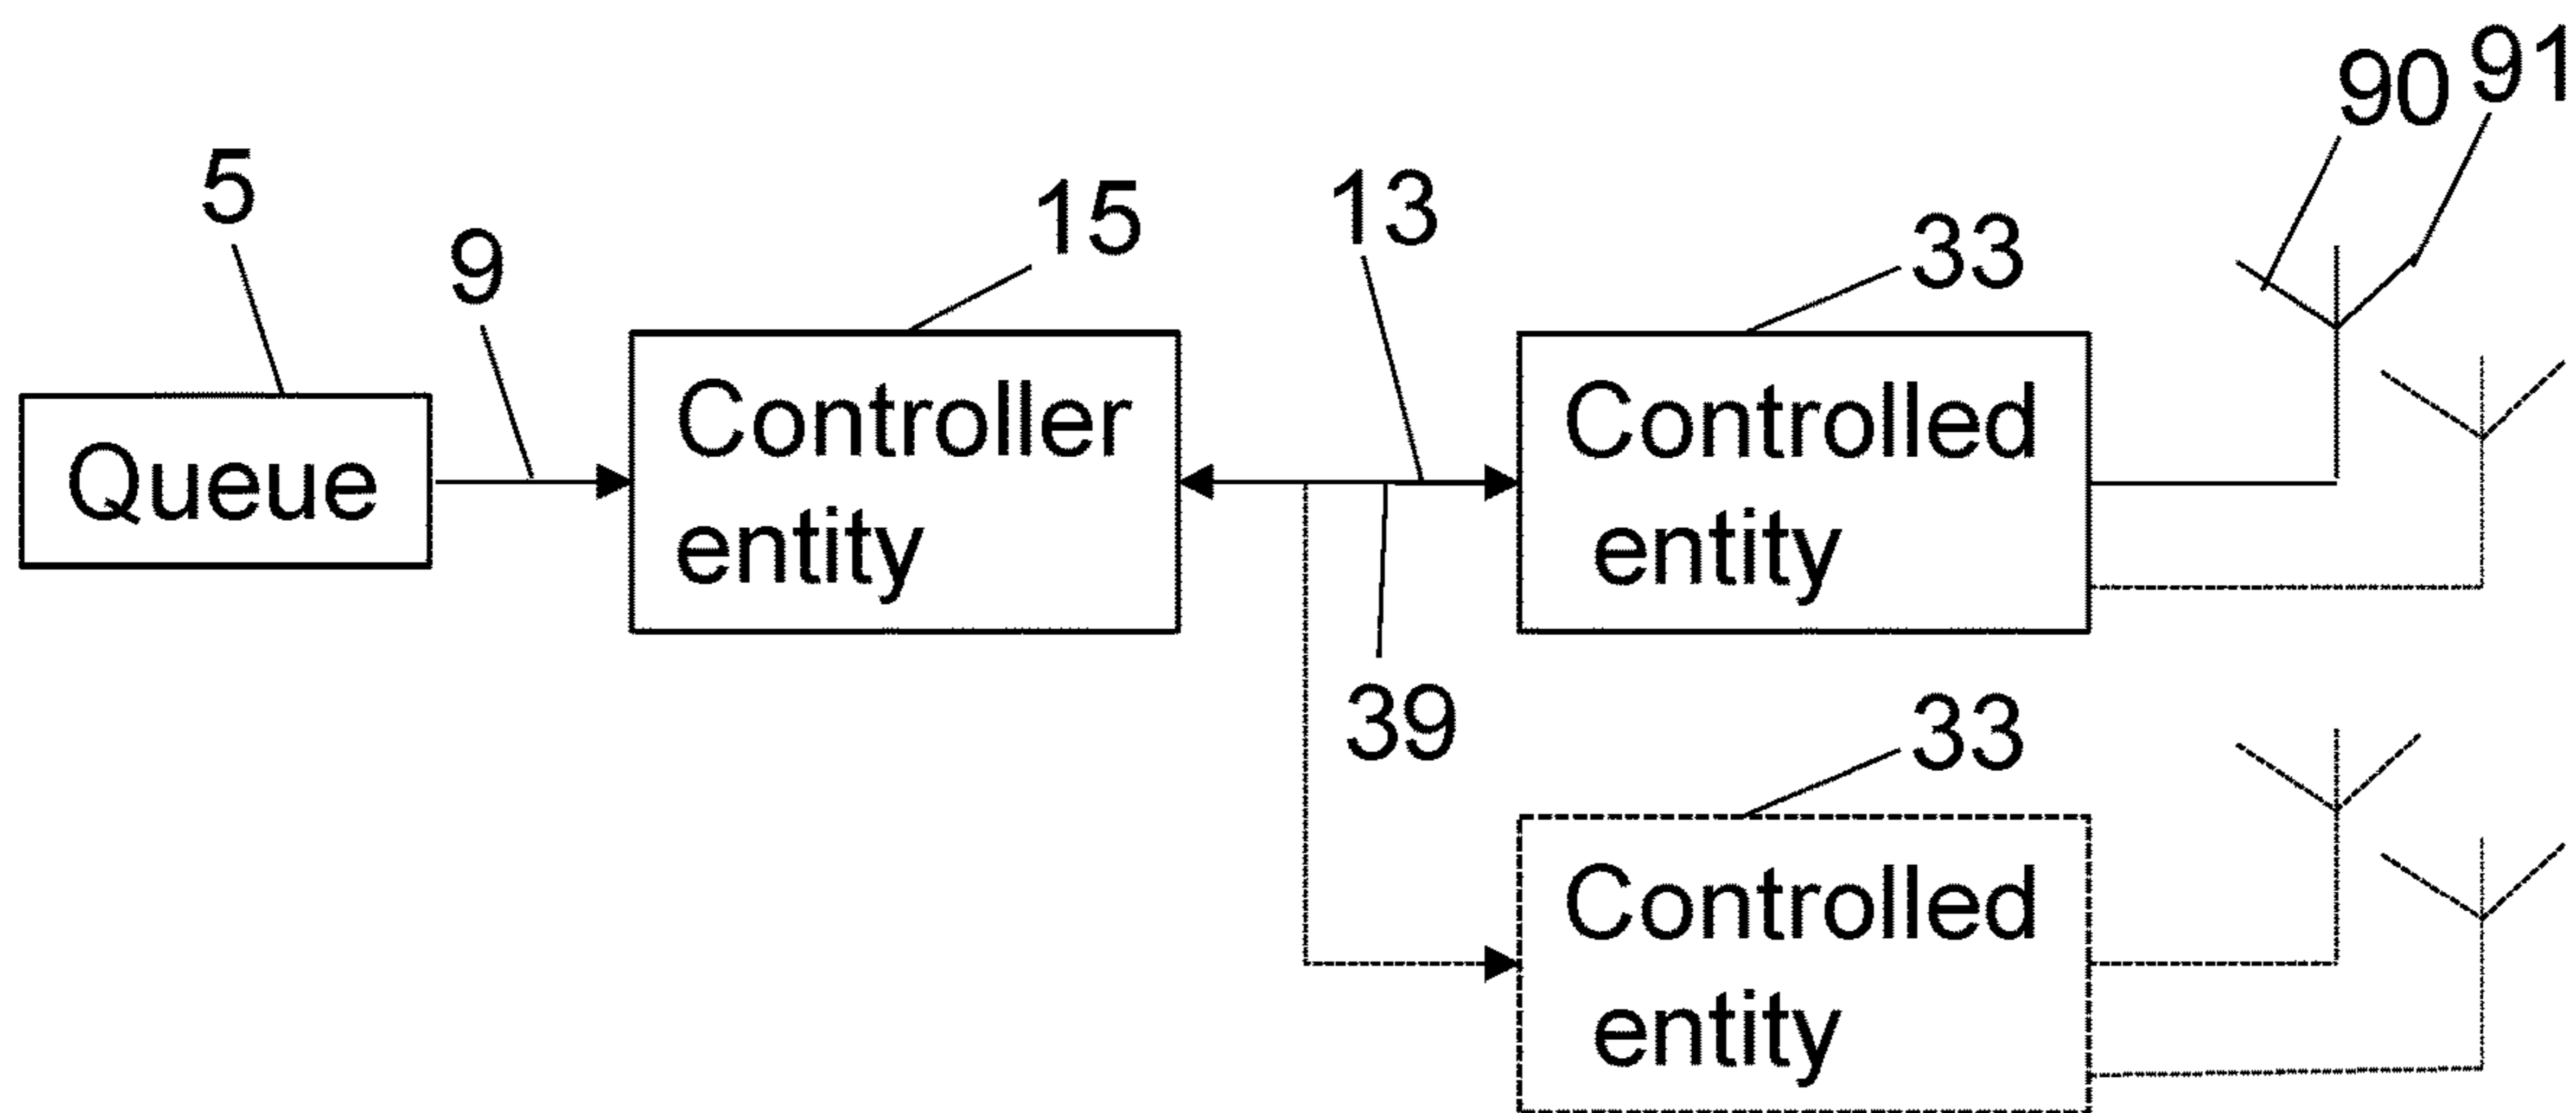 90 91
5
9
15
13
33
Queue
Controller
entity
Controlled
entity
39
33
Controlled
entity